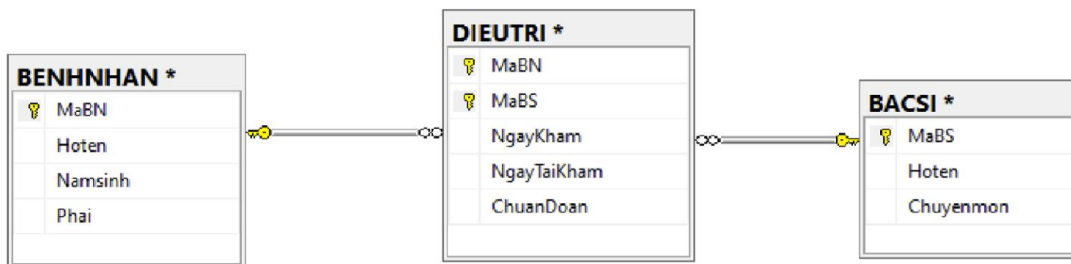 BENHNHAN *
MaBN
Hoten
Namsinh
Phai
DIEUTRI *
MaBN
MaBS
NgayKham
NgayTaiKham
ChuanDoan
BACSI *
MaBS
Hoten
Chuyenmon